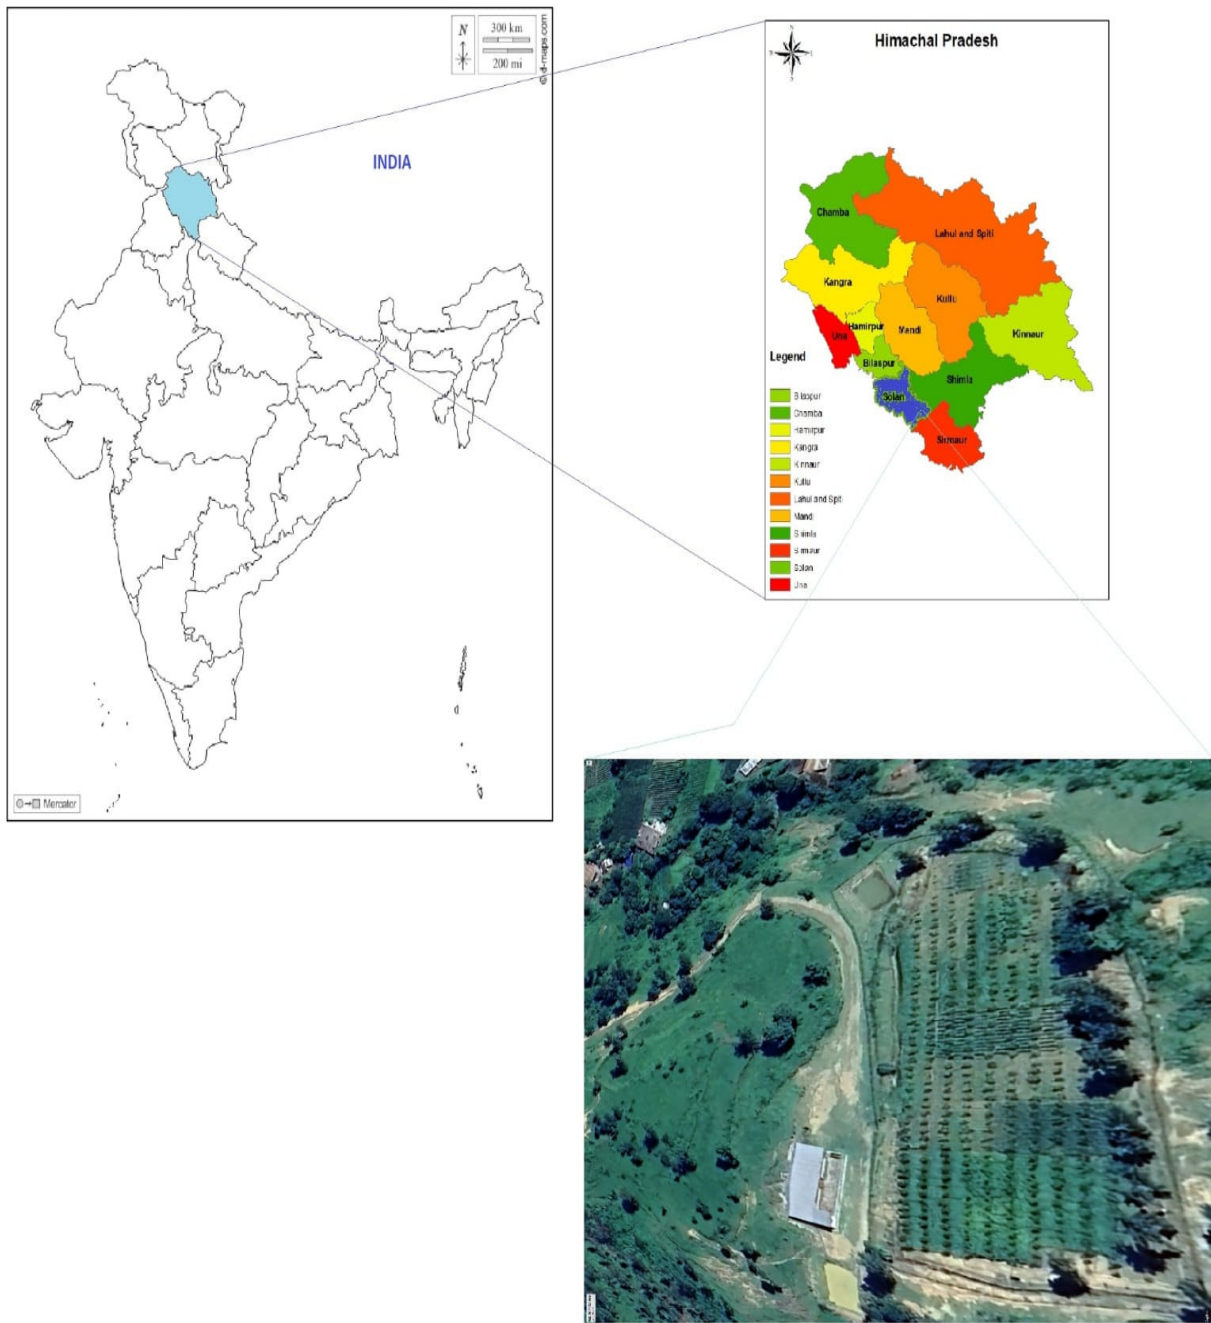 N
300 km
200 mi
© d-maps.com
INDIA
Mercator
Himachal Pradesh
N
Chamba
Lahul and Spiti
Kangra
Kullu
Hamirpur
Mandi
Kinnaur
Una
Bilaspur
Shimla
Solan
Sirmaur
Legend
Bilaspur
Chamba
Hamirpur
Kangra
Kinnaur
Kullu
Lahul and Spiti
Mandi
Shimla
Sirmaur
Solan
Una